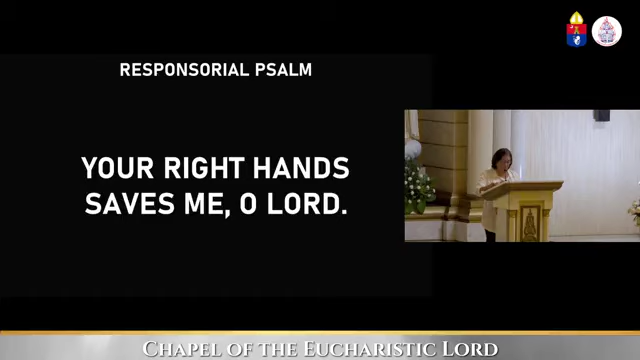 RESPONSORIAL PSALM
YOUR RIGHT HANDS
SAVES ME, O LORD.
CHAPEL OF THE EUCHARISTIC LORD